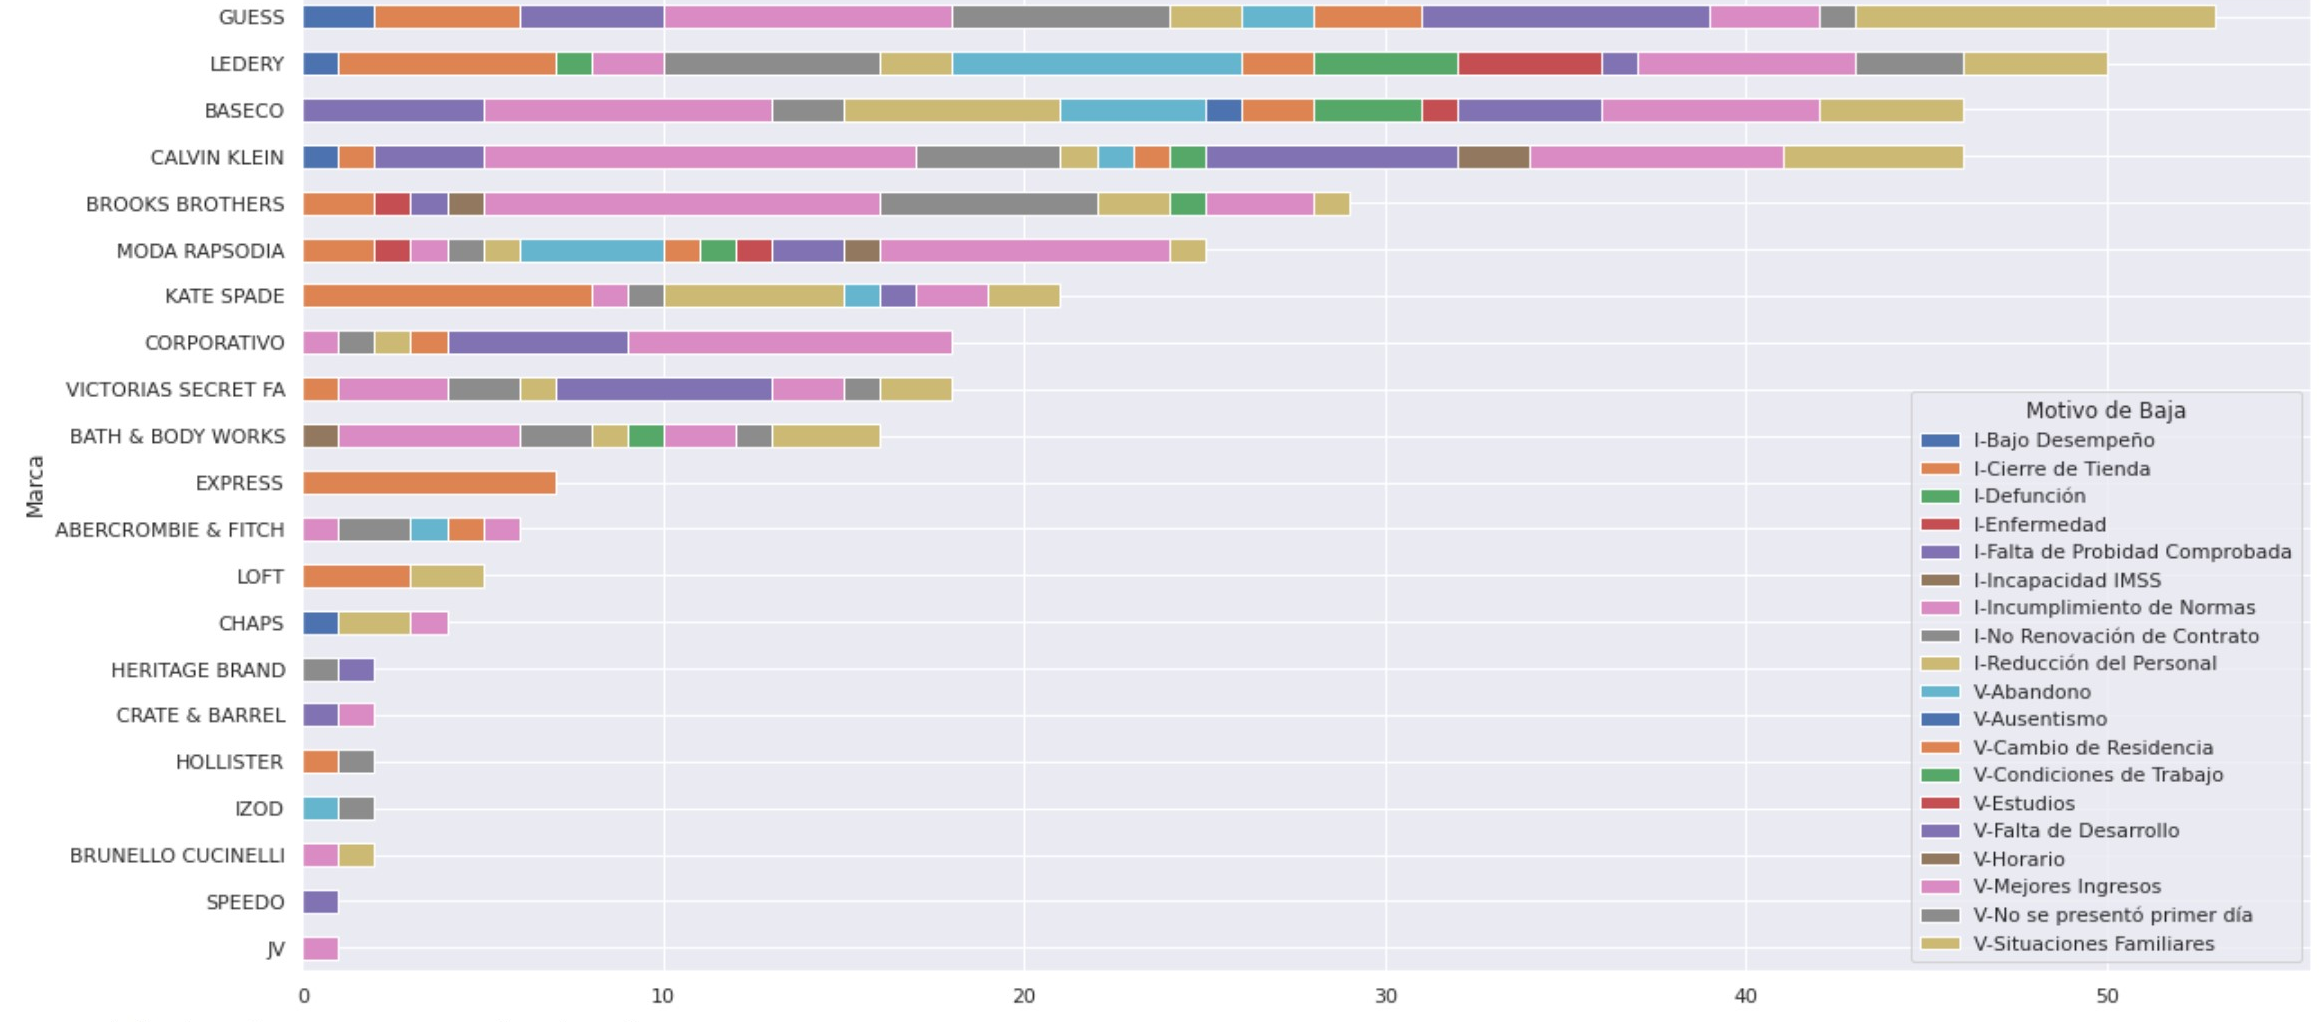 GUESS
LEDERY
BASECO
CALVIN KLEIN
BROOKS BROTHERS
MODA RAPSODIA
KATE SPADE
CORPORATIVO
VICTORIAS SECRET FA
BATH & BODY WORKS
EXPRESS
ABERCROMBIE & FITCH
LOFT
CHAPS
HERITAGE BRAND
CRATE & BARREL
HOLLISTER
IZOD
BRUNELLO CUCINELLI
SPEEDO
JV
Marca
0 10 20 30 40 50
Motivo de Baja
I-Bajo Desempeño
I-Cierre de Tienda
I-Defunción
I-Enfermedad
I-Falta de Probidad Comprobada
I-Incapacidad IMSS
I-Incumplimiento de Normas
I-No Renovación de Contrato
I-Reducción del Personal
V-Abandono
V-Ausentismo
V-Cambio de Residencia
V-Condiciones de Trabajo
V-Estudios
V-Falta de Desarrollo
V-Horario
V-Mejores Ingresos
V-No se presentó primer día
V-Situaciones Familiares